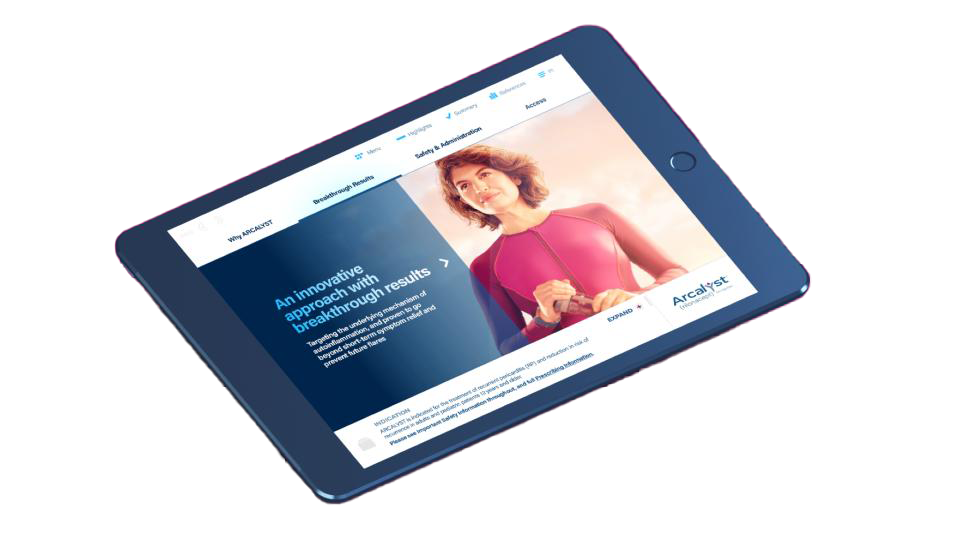 Menu
Highlights
Summary
References
PI
Why ARCALYST
Breakthrough Results
Safety & Administration
Access
An innovative
approach with
breakthrough results
Targeting the underlying mechanism of
autoinflammation, and proven to go
beyond short-term symptom relief and
prevent future flares
EXPAND +
Arcalyst
(rilonacept)
INDICATION
ARCALYST is indicated for the treatment of recurrent pericarditis (RP) and reduction in risk of
recurrence in adults and pediatric patients 12 years and older.
Please see Important Safety Information throughout, and full Prescribing Information.